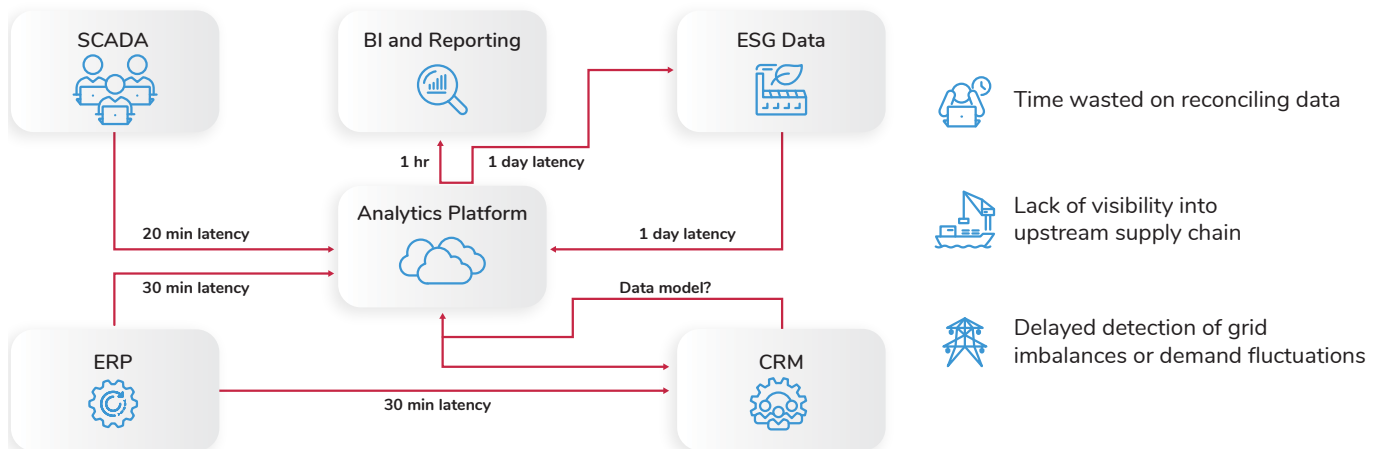 SCADA
BI and Reporting
ESG Data
1 hr
1 day latency
Analytics Platform
20 min latency
1 day latency
30 min latency
Data model?
ERP
CRM
30 min latency
Time wasted on reconciling data
Lack of visibility into
upstream supply chain
Delayed detection of grid
imbalances or demand fluctuations